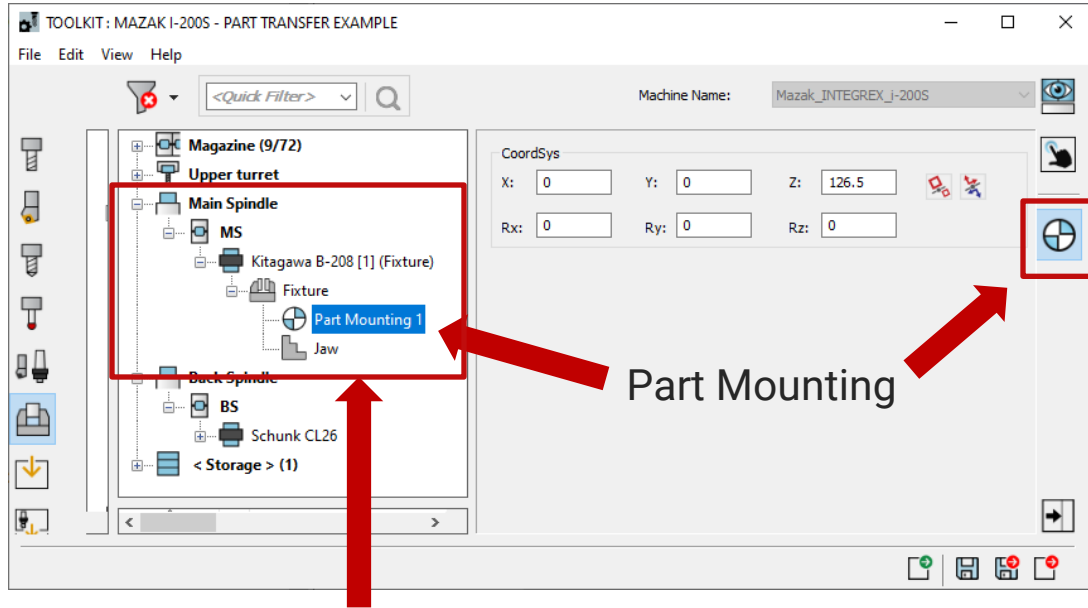 TOOLKIT : MAZAK I-200S - PART TRANSFER EXAMPLE
File Edit View Help
<Quick Filter> Machine Name: Mazak_INTEGREX_i-200S
Magazine (9/72)
Upper turret
Main Spindle
MS
Kitagawa B-208 [1] (Fixture)
Fixture
Part Mounting 1
Jaw
Back Spindle
BS
Schunk CL26
< Storage > (1)
CoordSys
X: 0 Y: 0 Z: 126.5
Rx: 0 Ry: 0 Rz: 0
Part Mounting